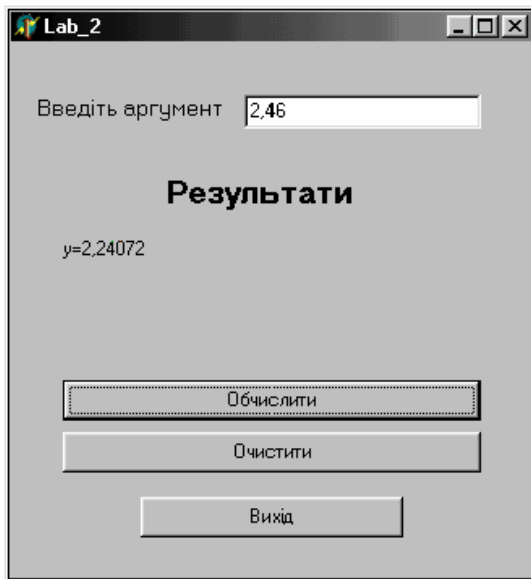 Lab_2
Введіть аргумент 2,46
Результати
y=2,24072
Обчислити
Очистити
Вихід